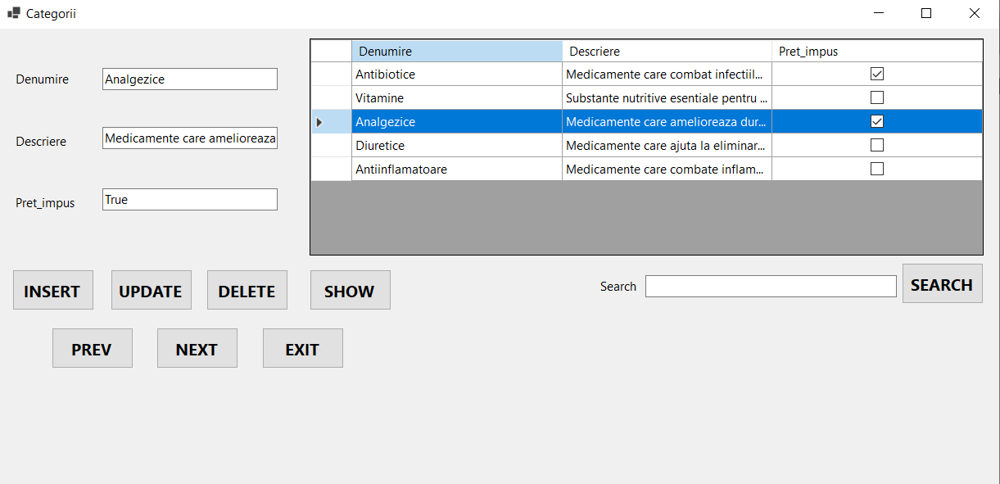 Categorii
Denumire Analgezice
Descriere Medicamente care amelioreaza
Pret_impus True
Denumire Descriere Pret_impus
Antibiotice Medicamente care combat infectiil...
Vitamine Substante nutritive esentiale pentru ...
Analgezice Medicamente care amelioreaza dur...
Diuretice Medicamente care ajuta la eliminar...
Antiinflamatoare Medicamente care combate inflam...
INSERT UPDATE DELETE SHOW Search SEARCH
PREV NEXT EXIT